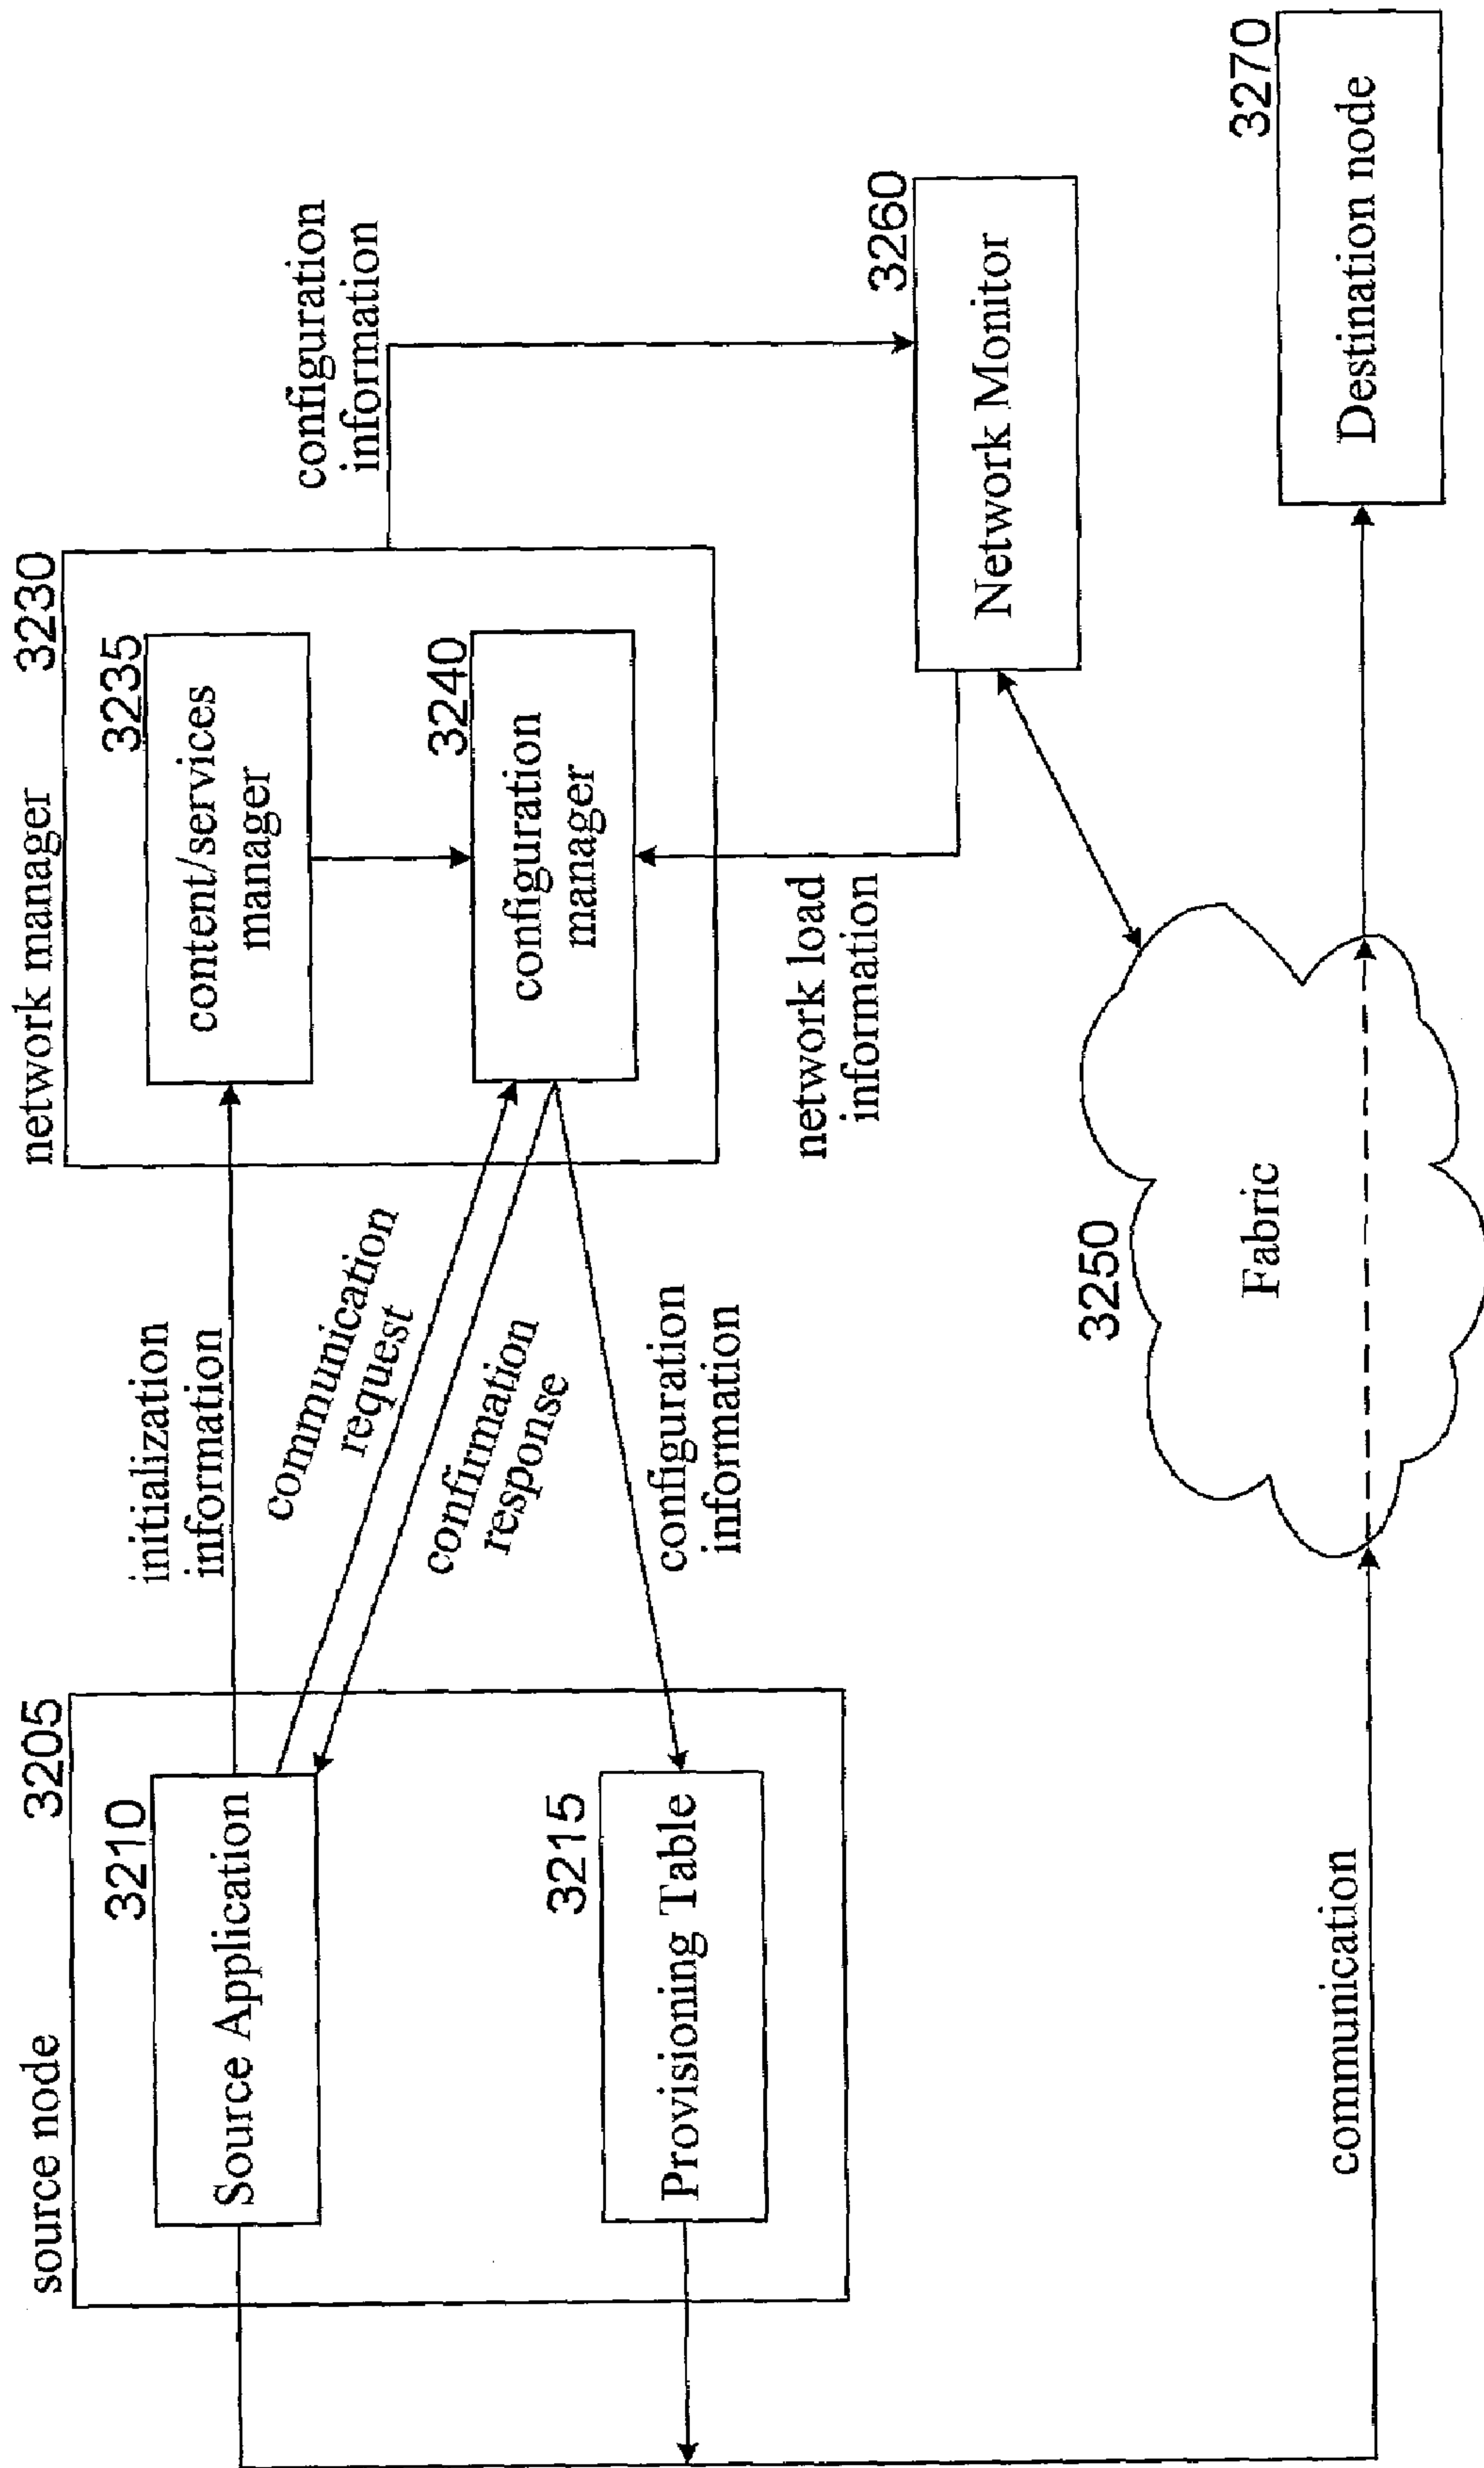 source node
3205
3210
Source Application
3215
Provisioning Table
initialization
information
communication
request
confirmation
response
configuration
information
network manager
3230
3235
content/services
manager
3240
configuration
manager
configuration
information
network load
information
3260
Network Monitor
3250
Fabric
communication
3270
Destination node